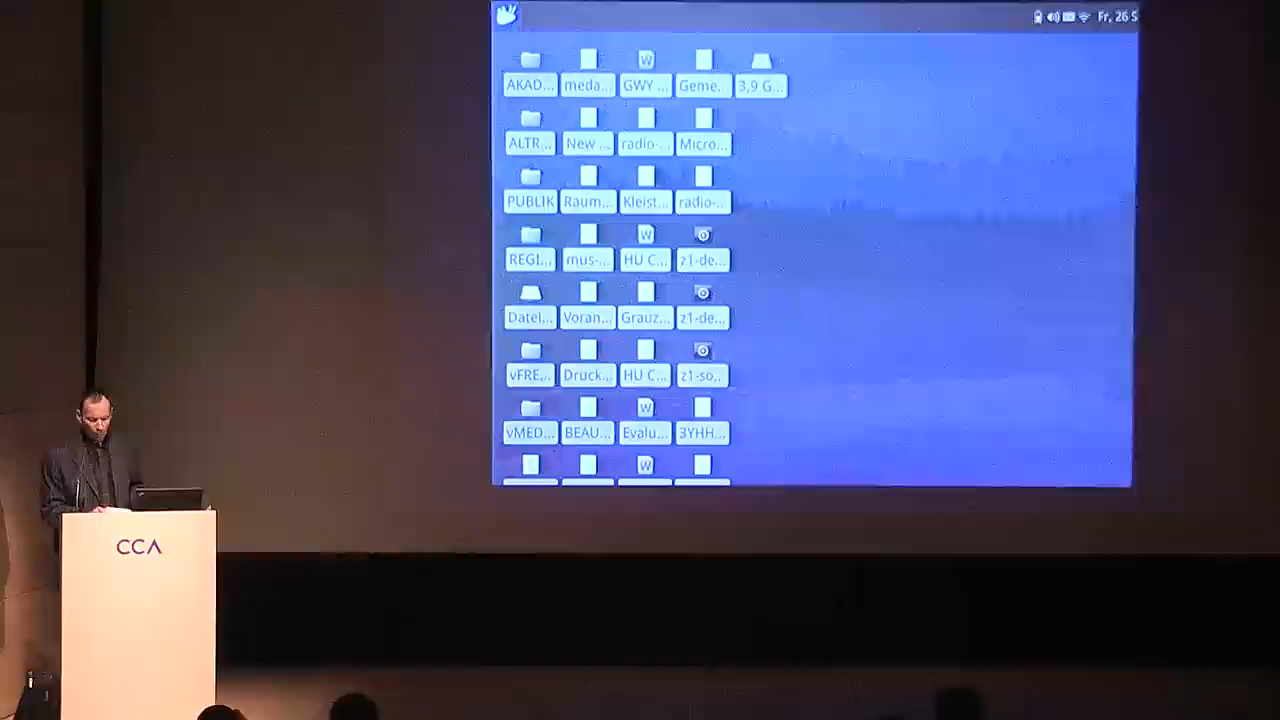 Fr, 26 S
AKAD... meda... GWY ... Geme... 3,9 G...
ALTR... New ... radio-... Micro...
PUBLIK Raum... Kleist... radio-...
REGI... mus-... HU C... z1-de...
Datei... Voran... Grauz... z1-de...
vFRE... Druck... HU C... z1-so...
vMED... BEAU... Evalu... 3YHH...
CCA